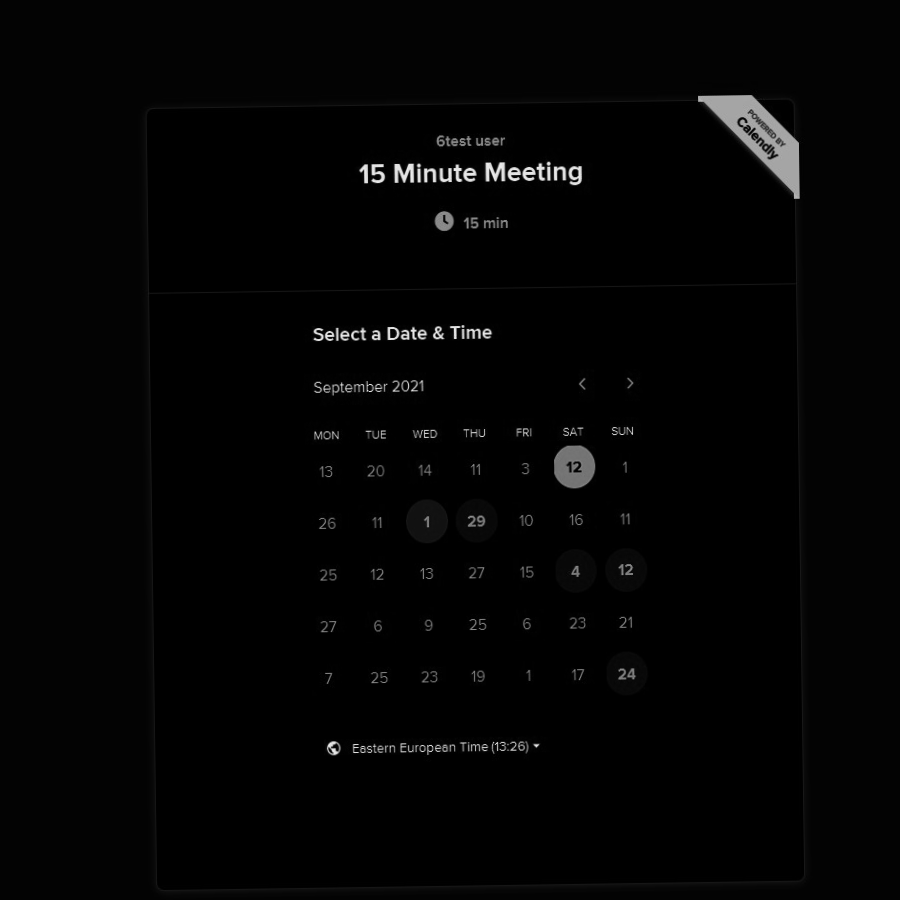 POWERED BY
Calendly
6test user
15 Minute Meeting
15 min
Select a Date & Time
September 2021
MON TUE WED THU FRI SAT SUN
13 20 14 11 3 12 1
26 11 1 29 10 16 11
25 12 13 27 15 4 12
27 6 9 25 6 23 21
7 25 23 19 1 17 24
Eastern European Time (13:26)